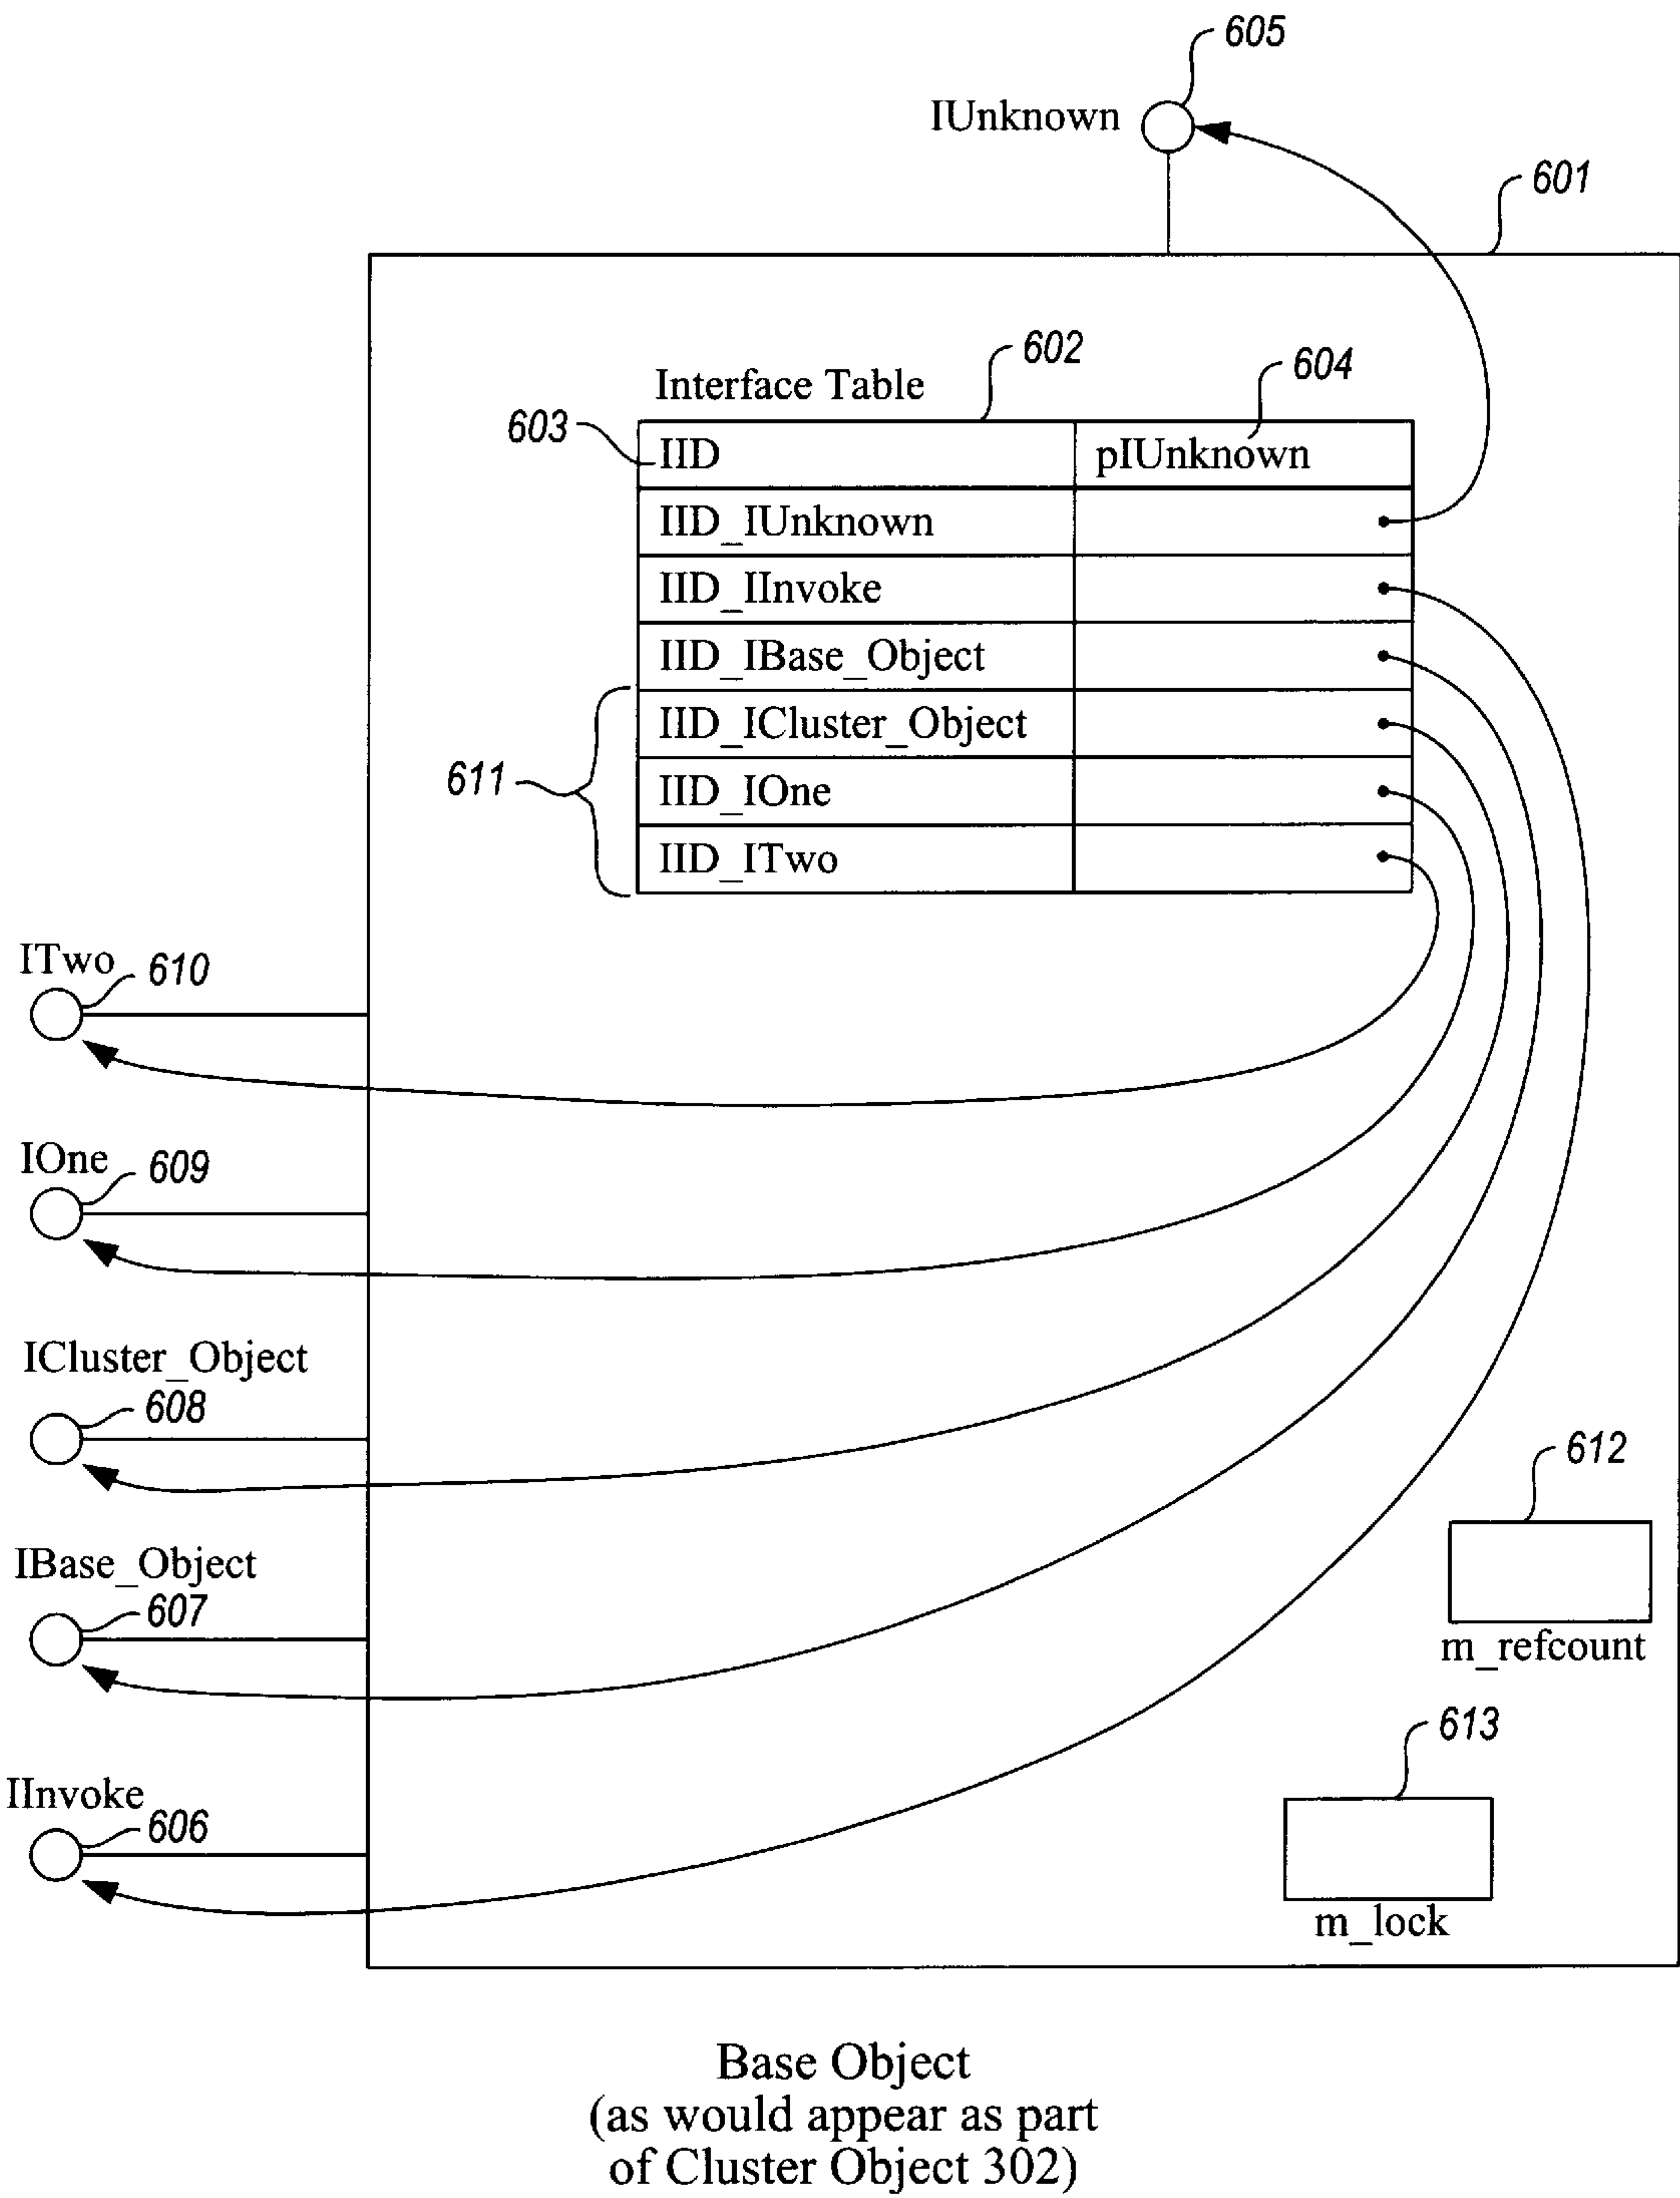 605
IUnknown
601
602
604
Interface Table
603
IID pIUnknown
IID_IUnknown
IID_IInvoke
IID_IBase_Object
IID_ICluster_Object
611
IID_IOne
IID_ITwo
ITwo
610
IOne
609
ICluster_Object
608
612
IBase_Object
607
m_refcount
613
IInvoke
606
m_lock
Base Object
(as would appear as part
of Cluster Object 302)